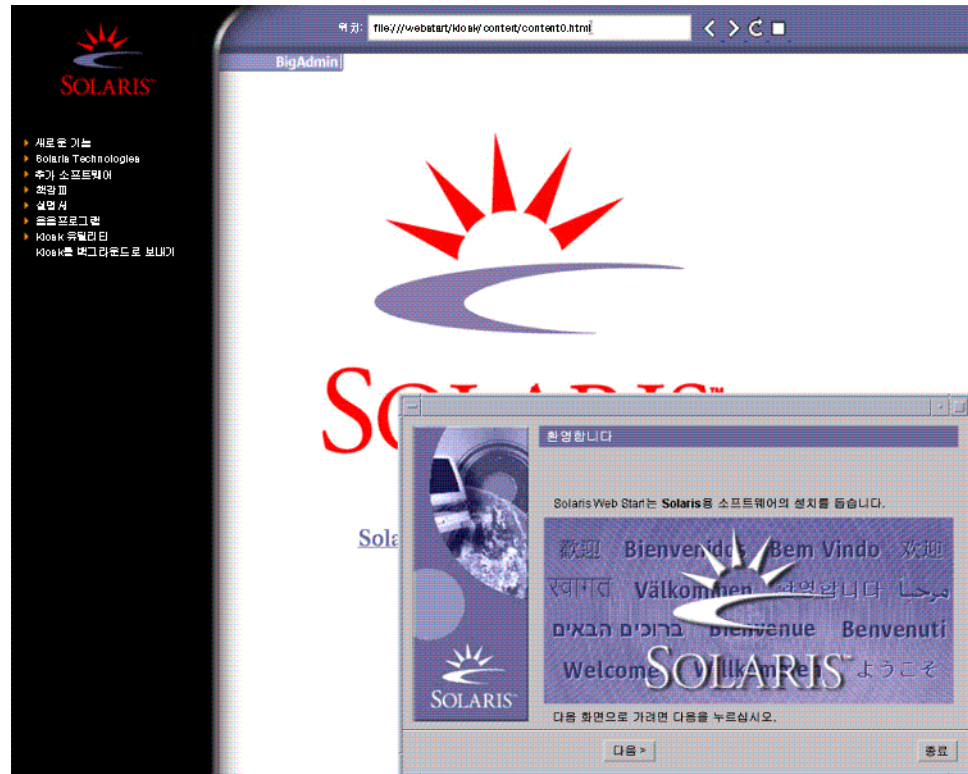 위치: file:///webstart/kiosk/content/content0.html
BigAdmin
SOLARIS™
새로운 기능
Solaris Technologies
추가 소프트웨어
책갈피
설명서
응용프로그램
Kiosk 유틸리티
Kiosk를 백그라운드로 보내기
SOLARIS™
Sola
환영합니다
Solaris Web Start는 Solaris용 소프트웨어의 설치를 돕습니다.
歡迎! Bienvenidos Bem Vindo 欢迎
स्वागत Välkommen 환영합니다 مرحبا
ברוכים הבאים Bienvenue Benvenuti
Welcome Willkommen ようこそ
SOLARIS™
SOLARIS™
다음 화면으로 가려면 다음을 누르십시오.
다음 >
종료